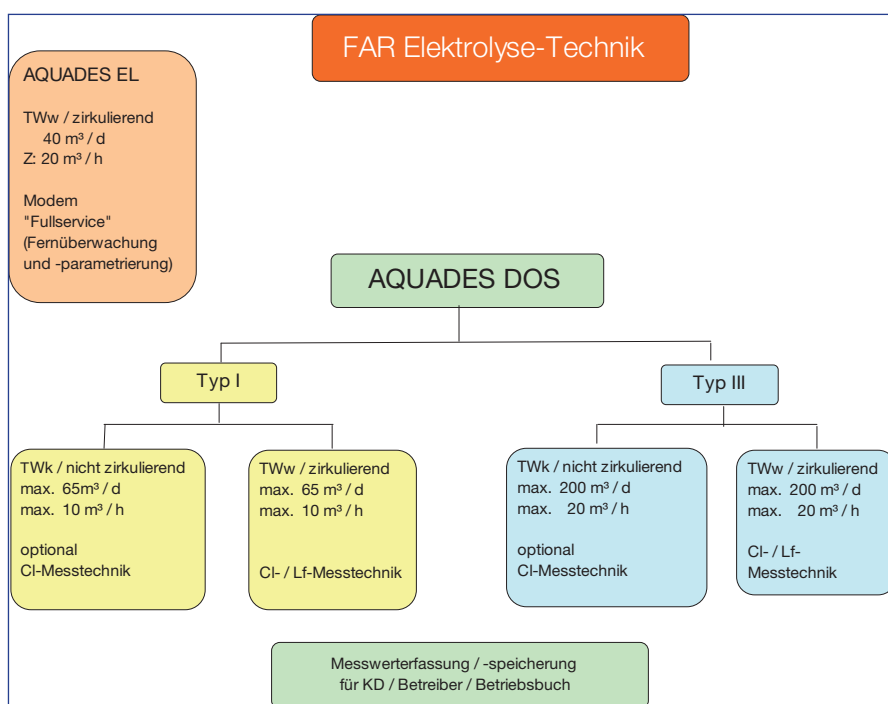 FAR Elektrolyse-Technik
AQUADES EL
TWw / zirkulierend
40 m³ / d
Z: 20 m³ / h
Modem
"Fullservice"
(Fernüberwachung
und -parametrierung)
AQUADES DOS
Typ I
Typ III
TWk / nicht zirkulierend
max. 65m³ / d
max. 10 m³ / h
optional
Cl-Messtechnik
TWw / zirkulierend
max. 65 m³ / d
max. 10 m³ / h
Cl- / Lf-Messtechnik
TWk / nicht zirkulierend
max. 200 m³ / d
max. 20 m³ / h
optional
Cl-Messtechnik
TWw / zirkulierend
max. 200 m³ / d
max. 20 m³ / h
Cl- / Lf-
Messtechnik
Messwerterfassung / -speicherung
für KD / Betreiber / Betriebsbuch